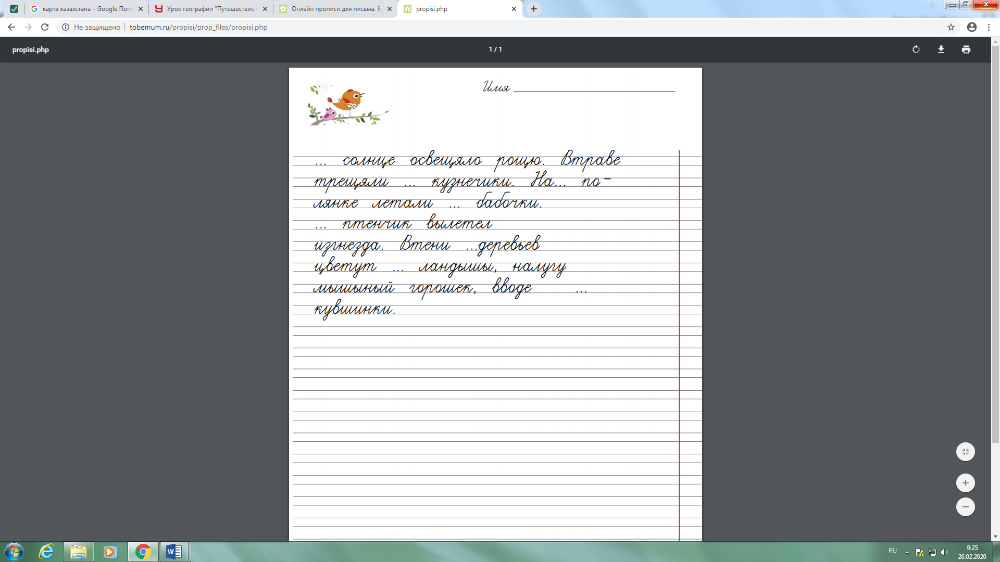 карта казахстана – Google Поис
Урок географии "Путешествие
Онлайн прописи для письма. Бу
propisi.php
Не защищено
tobemum.ru/propisi/prop_files/propisi.php
propisi.php
1 / 1
Имя
... солнце освещяло рощю. Втраве
трещяли ... кузнечики. На... по-
лянке летали ... бабочки.
... птенчик вылетел
изгнезда. Втени ...деревьев
цветут ... ландышы, налугу
мышыный горошек, вводе ...
кувшинки.
RU
9:25
26.02.2020